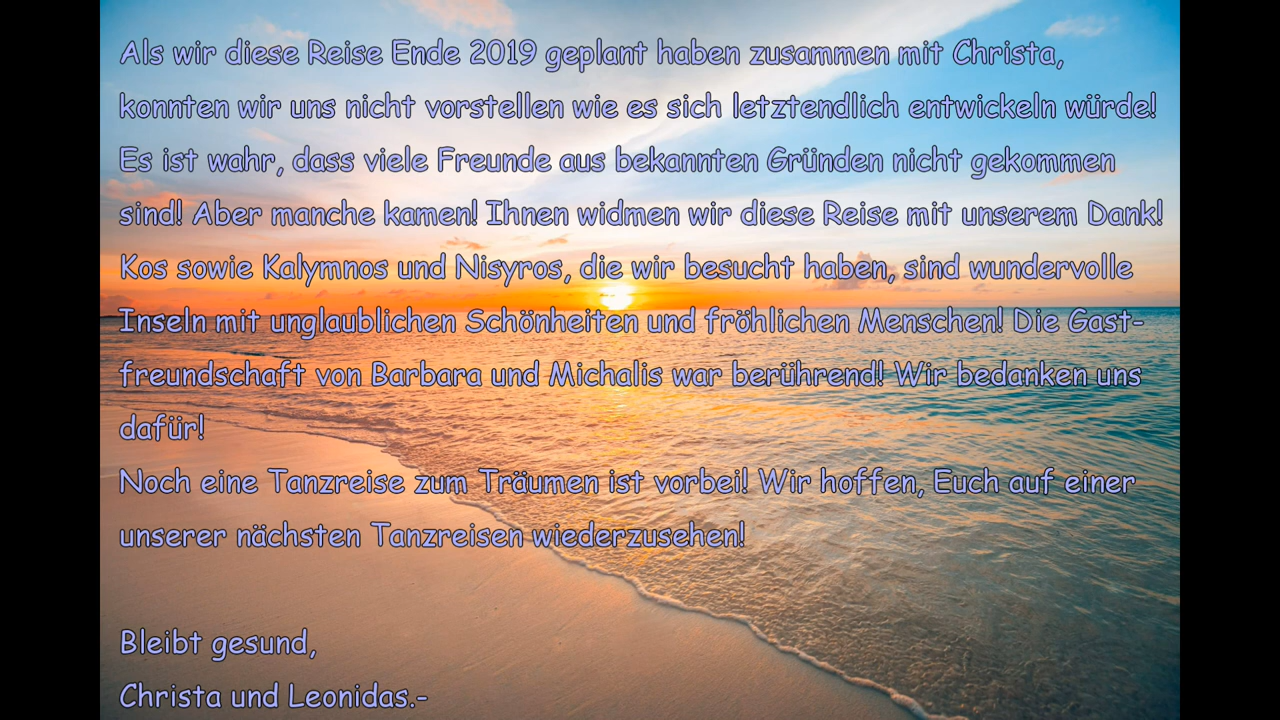 Als wir diese Reise Ende 2019 geplant haben zusammen mit Christa,
konnten wir uns nicht vorstellen wie es sich letztendlich entwickeln würde!
Es ist wahr, dass viele Freunde aus bekannten Gründen nicht gekommen
sind! Aber manche kamen! Ihnen widmen wir diese Reise mit unserem Dank!
Kos sowie Kalymnos und Nisyros, die wir besucht haben, sind wundervolle
Inseln mit unglaublichen Schönheiten und fröhlichen Menschen! Die Gast-
freundschaft von Barbara und Michalis war berührend! Wir bedanken uns
dafür!
Noch eine Tanzreise zum Träumen ist vorbei! Wir hoffen, Euch auf einer
unserer nächsten Tanzreisen wiederzusehen!
Bleibt gesund,
Christa und Leonidas.-